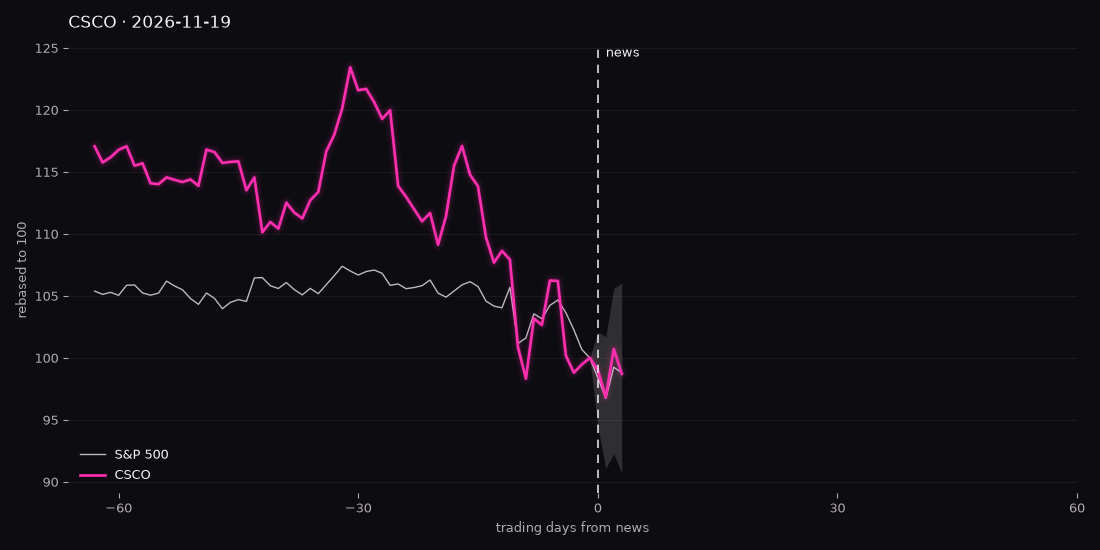 CSCO · 2026-11-19
news
125
120
115
110
105
100
95
90
rebased to 100
S&P 500
CSCO
−60
−30
0
30
60
trading days from news